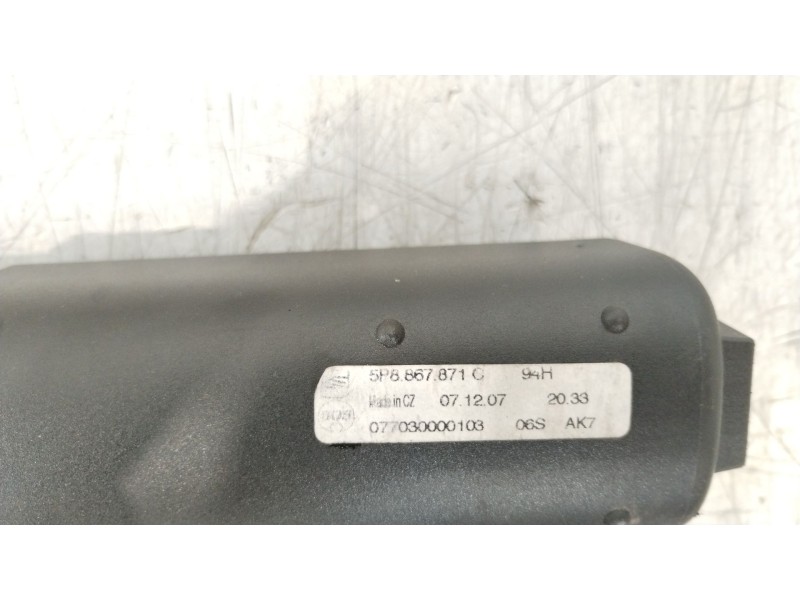 5P8.867.871 C 94H
Made in CZ 07.12.07 20.33
077030000103 06S AK7